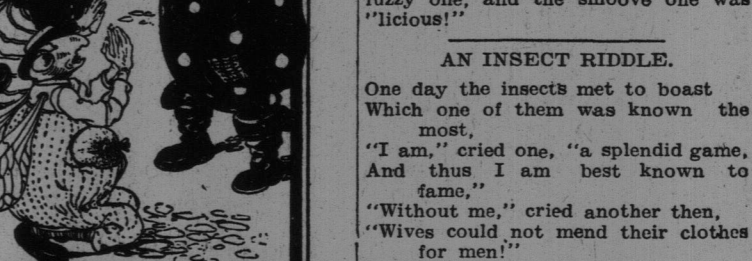 fuzzy one, and the smoove one was
"licious!"
AN INSECT RIDDLE.
One day the insects met to boast
Which one of them was known the
most,
"I am," cried one, "a splendid game,
And thus I am best known to
fame,"
"Without me," cried another then,
"Wives could not mend their clothes
for men!"